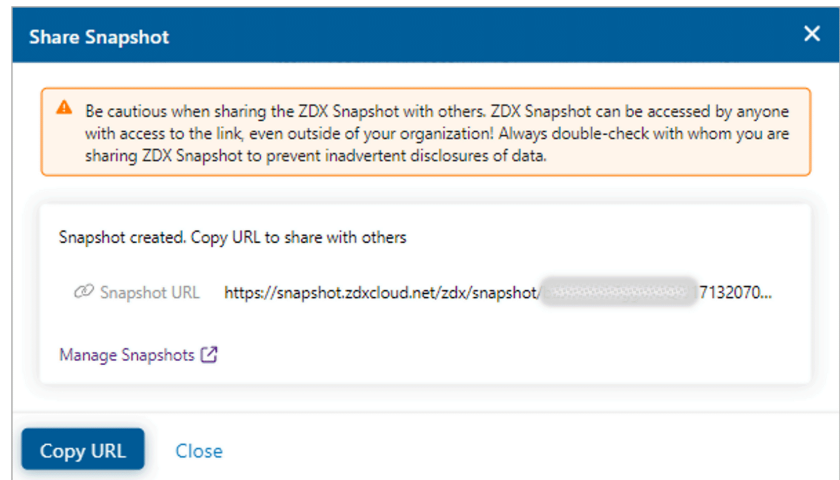 Share Snapshot
Be cautious when sharing the ZDX Snapshot with others. ZDX Snapshot can be accessed by anyone
with access to the link, even outside of your organization! Always double-check with whom you are
sharing ZDX Snapshot to prevent inadvertent disclosures of data.
Snapshot created. Copy URL to share with others
Snapshot URL https://snapshot.zdxcloud.net/zdx/snapshot/ 7132070...
Manage Snapshots
Copy URL Close